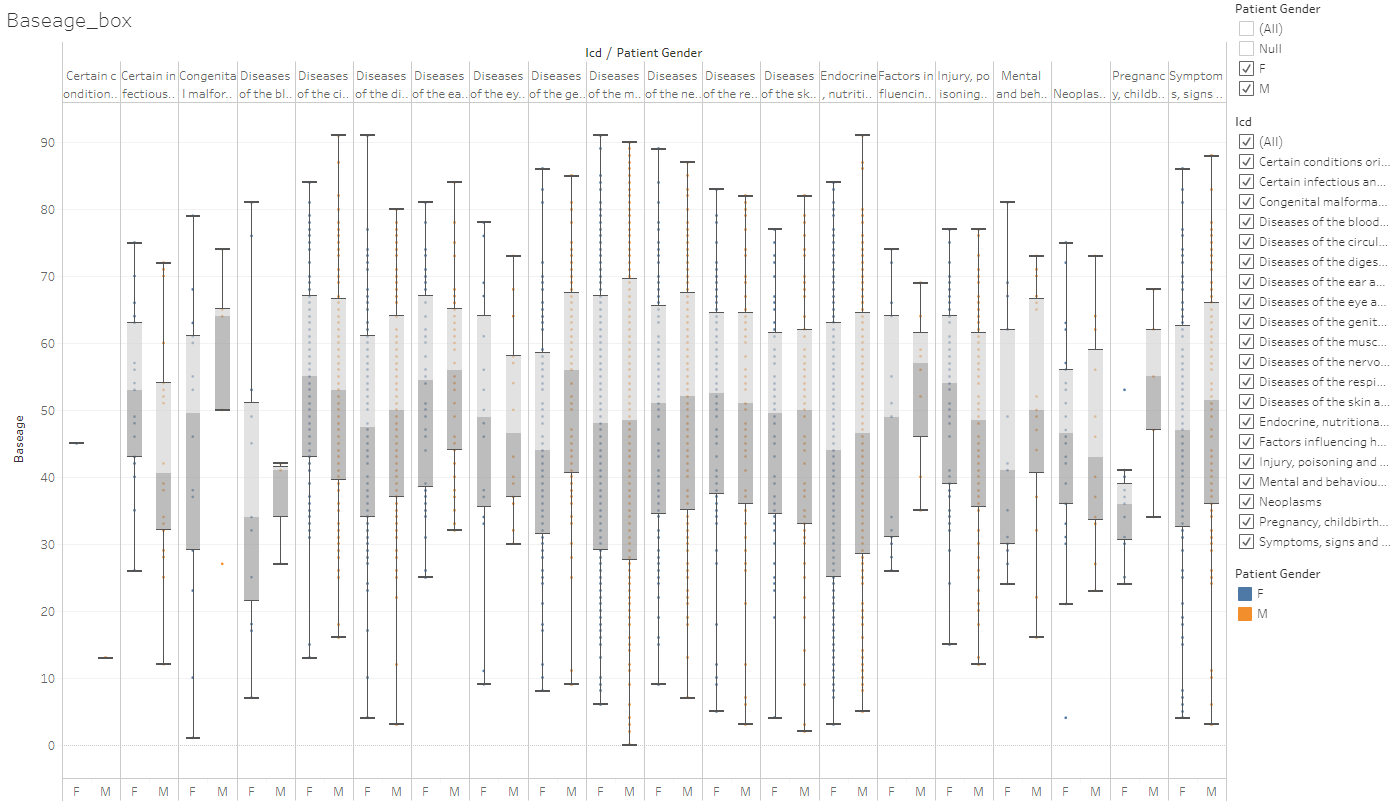 Baseage_box
Icd / Patient Gender
Certain c
ondition..
Certain in
fectious..
Congenita
l malfor..
Diseases
of the bl..
Diseases
of the ci..
Diseases
of the di..
Diseases
of the ea..
Diseases
of the ey..
Diseases
of the ge..
Diseases
of the m..
Diseases
of the ne..
Diseases
of the re..
Diseases
of the sk..
Endocrine
, nutriti..
Factors in
fluencin..
Injury, po
isoning..
Mental
and beh..
Neoplas..
Pregnanc
y, childb..
Symptom
s, signs ..
Baseage
90
80
70
60
50
40
30
20
10
0
F M F M F M F M F M F M F M F M F M F M F M F M F M F M F M F M F M F M F M F M
Patient Gender
(All)
Null
F
M
Icd
(All)
Certain conditions ori...
Certain infectious an...
Congenital malforma...
Diseases of the blood...
Diseases of the circul...
Diseases of the diges...
Diseases of the ear a...
Diseases of the eye a...
Diseases of the genit...
Diseases of the musc...
Diseases of the nervo...
Diseases of the respi...
Diseases of the skin a...
Endocrine, nutritiona...
Factors influencing h...
Injury, poisoning and ...
Mental and behaviou...
Neoplasms
Pregnancy, childbirth...
Symptoms, signs and ...
Patient Gender
F
M